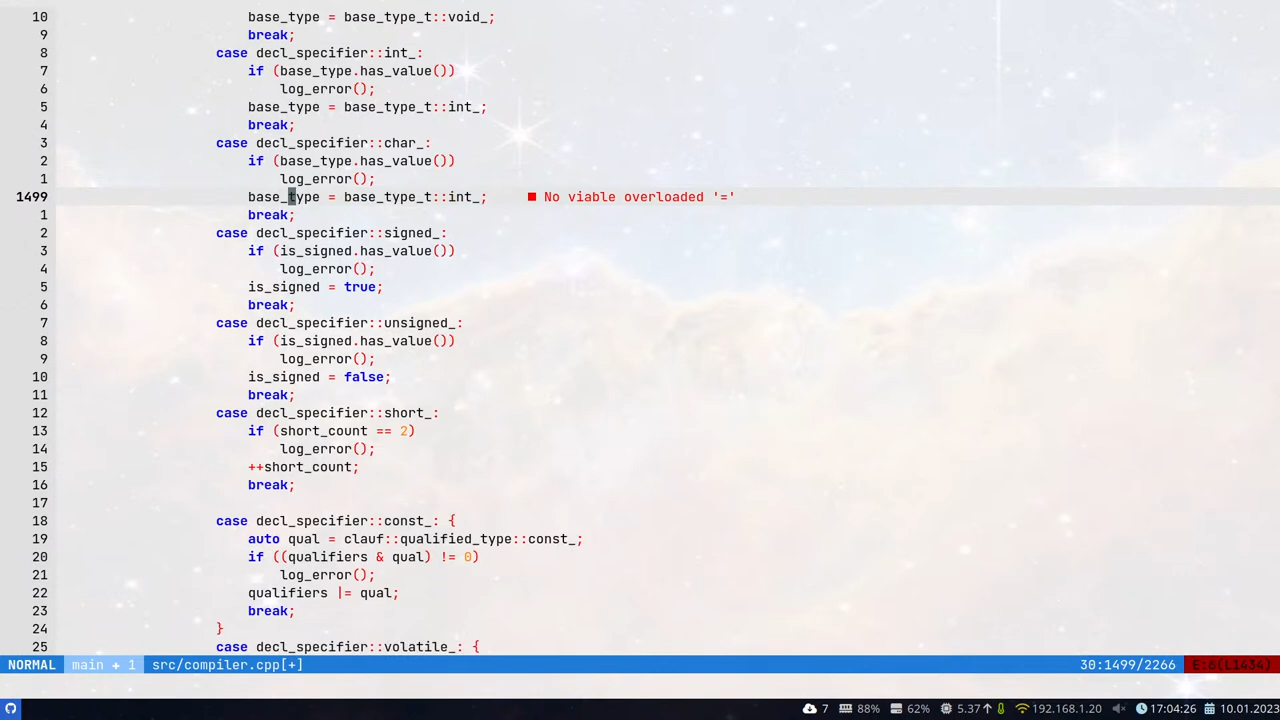 10 base_type = base_type_t::void_;
9 break;
8 case decl_specifier::int_:
7 if (base_type.has_value())
6 log_error();
5 base_type = base_type_t::int_;
4 break;
3 case decl_specifier::char_:
2 if (base_type.has_value())
1 log_error();
1499 base_type = base_type_t::int_; ■ No viable overloaded '='
1 break;
2 case decl_specifier::signed_:
3 if (is_signed.has_value())
4 log_error();
5 is_signed = true;
6 break;
7 case decl_specifier::unsigned_:
8 if (is_signed.has_value())
9 log_error();
10 is_signed = false;
11 break;
12 case decl_specifier::short_:
13 if (short_count == 2)
14 log_error();
15 ++short_count;
16 break;
17
18 case decl_specifier::const_: {
19 auto qual = clauf::qualified_type::const_;
20 if ((qualifiers & qual) != 0)
21 log_error();
22 qualifiers |= qual;
23 break;
24 }
25 case decl_specifier::volatile_: {
NORMAL main + 1 src/compiler.cpp[+] 30:1499/2266 E:6(L1434)
7 88% 62% 5.37 192.168.1.20 17:04:26 10.01.2023